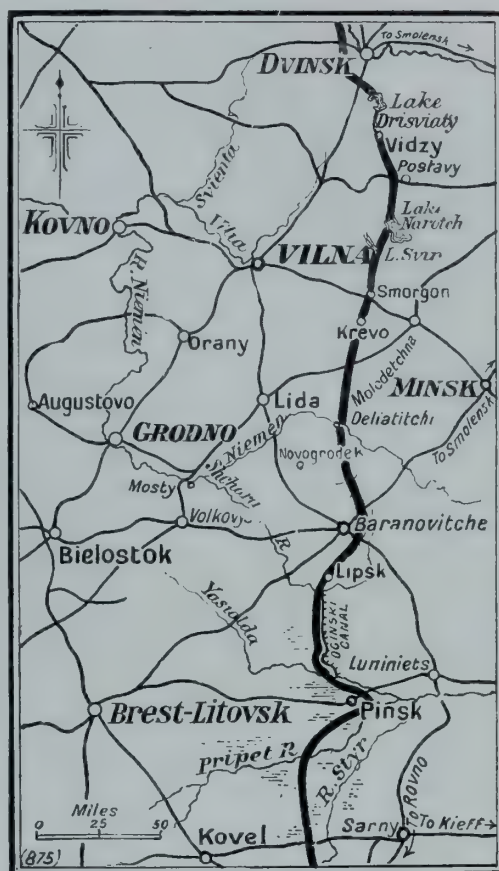 To Smolensk
DVINSK
Lake
Drisviaty
Vidzy
Postavy
Svienta
KOVNO
Vilia
Lake
Narotch
VILNA
L. Svir
R. Niemen
Smorgon
Krevo
Orany
Molodetchna
MINSK
Augustovo
Lida
Deliatitchi
To Smolensk
GRODNO
Niemen
Novogrodek
Mosty
Shchara
R
Volkovy
Baranovitche
Bielostok
Lipsk
Yasiolda
OGINSKI
CANAL
Luniniets
BREST-LITOVSK
Pinsk
Pripet R
R. Styr
Miles
0 25 50
Kovel
Sarny
To Rovno
To Kieff
(875)